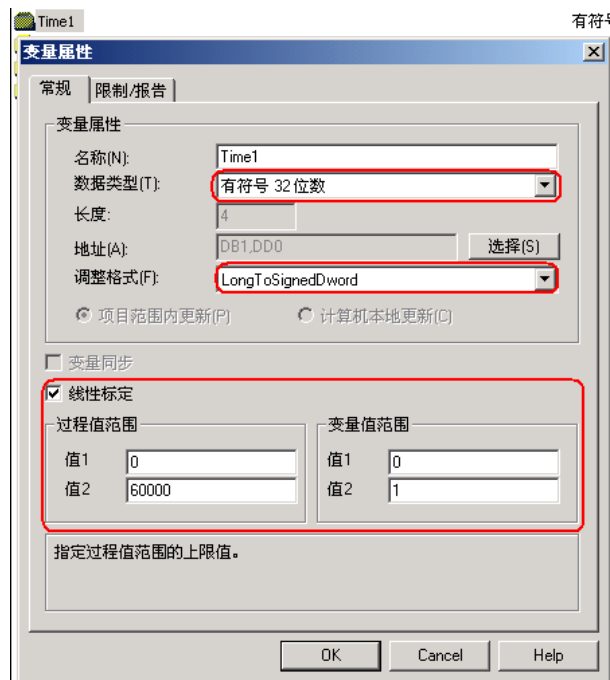 Time1 有符号
变量属性
常规 限制/报告
变量属性
名称(N): Time1
数据类型(T): 有符号 32位数
长度: 4
地址(A): DB1,DD0 选择(S)
调整格式(F): LongToSignedDword
项目范围内更新(P) 计算机本地更新(C)
变量同步
线性标定
过程值范围 变量值范围
值1 0 值1 0
值2 60000 值2 1
指定过程值范围的上限值。
OK Cancel Help